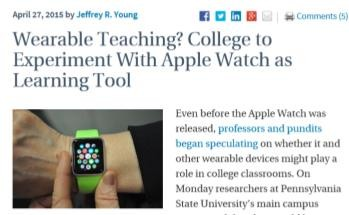 April 27, 2015 by Jeffrey R. Young
Comments (5)
Wearable Teaching? College to
Experiment With Apple Watch as
Learning Tool
Even before the Apple Watch was
released, professors and pundits
began speculating on whether it and
other wearable devices might play a
role in college classrooms. On
Monday researchers at Pennsylvania
State University's main campus